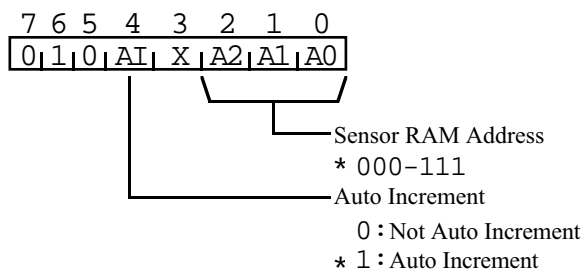 7 6 5 4 3 2 1 0
0 1 0 AI X A2 A1 A0
Sensor RAM Address
* 000-111
Auto Increment
0: Not Auto Increment
* 1: Auto Increment